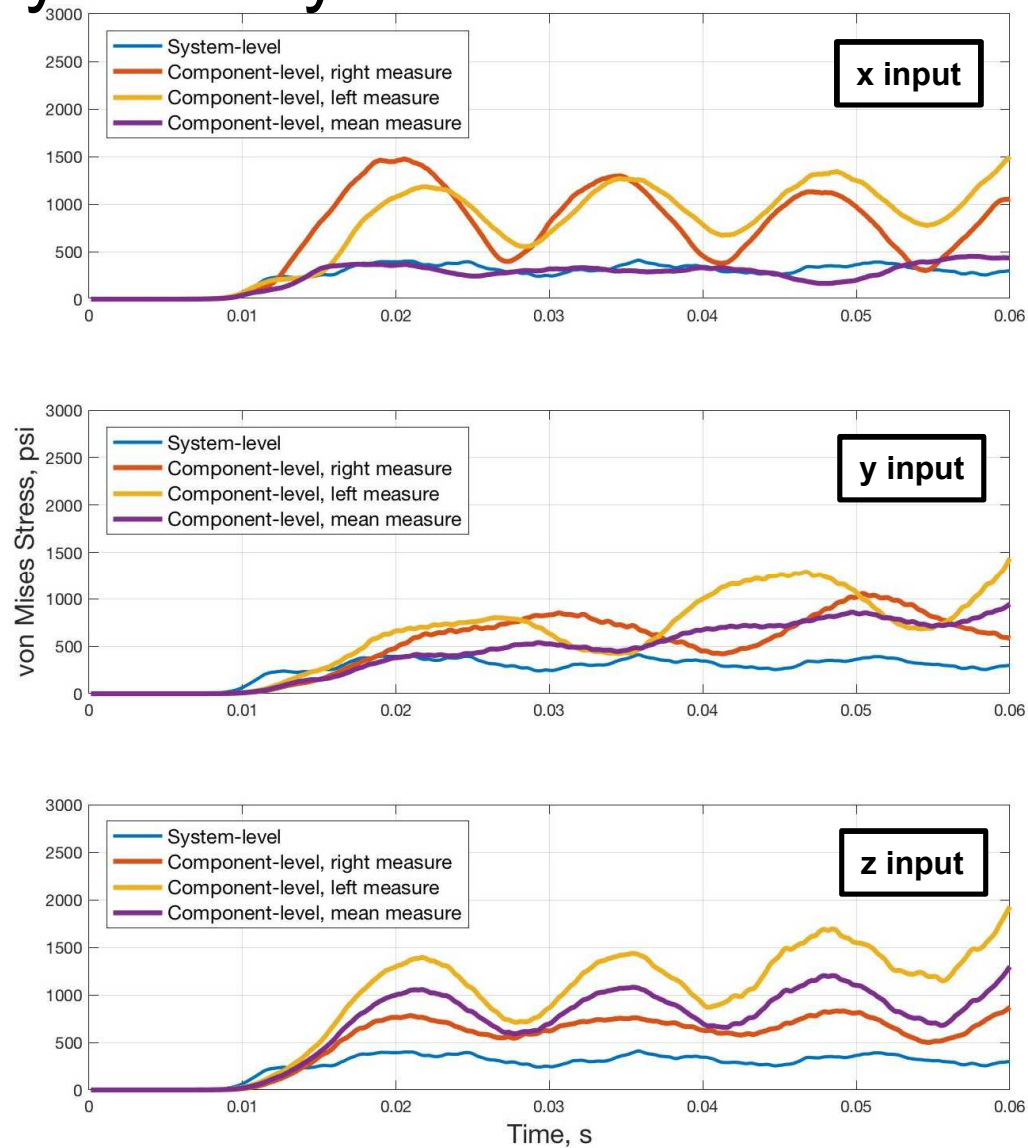 3000
2500
2000
1500
1000
500
0
System-level
Component-level, right measure
Component-level, left measure
Component-level, mean measure
x input
0 0.01 0.02 0.03 0.04 0.05 0.06
von Mises Stress, psi
3000
2500
2000
1500
1000
500
0
System-level
Component-level, right measure
Component-level, left measure
Component-level, mean measure
y input
0 0.01 0.02 0.03 0.04 0.05 0.06
3000
2500
2000
1500
1000
500
0
System-level
Component-level, right measure
Component-level, left measure
Component-level, mean measure
z input
0 0.01 0.02 0.03 0.04 0.05 0.06
Time, s